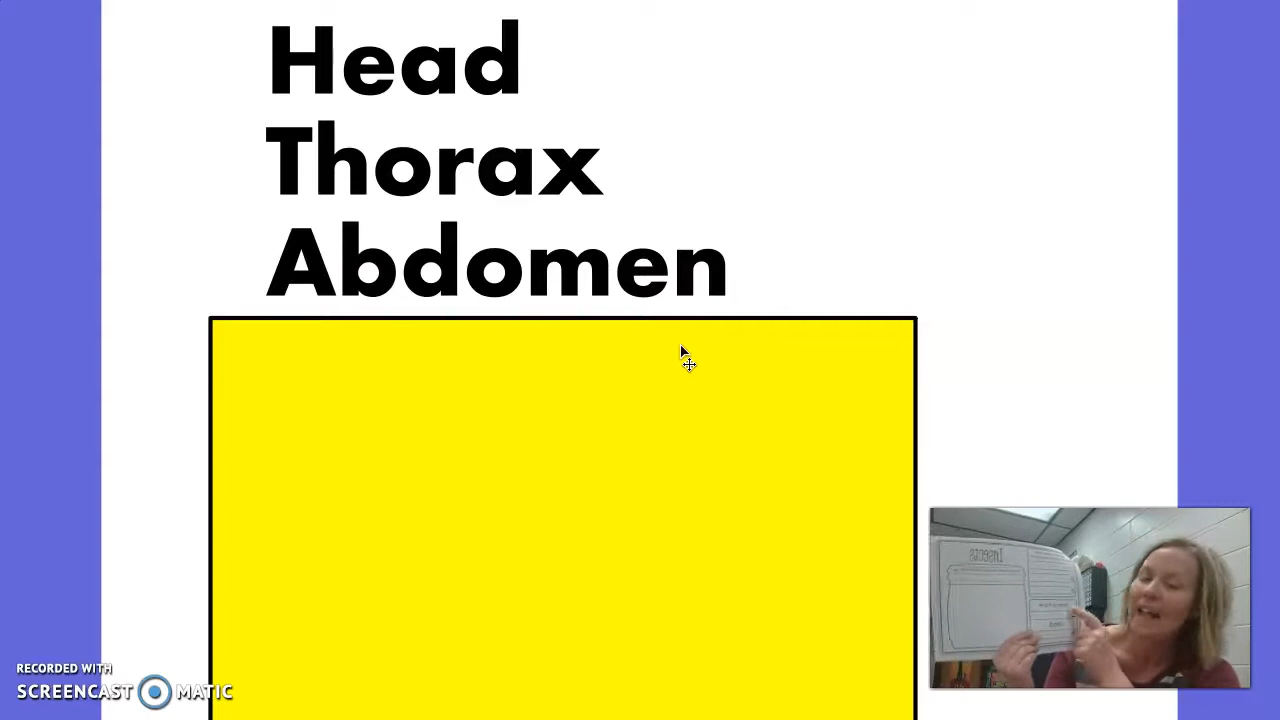 Head
Thorax
Abdomen
Insects
RECORDED WITH
SCREENCAST MATIC